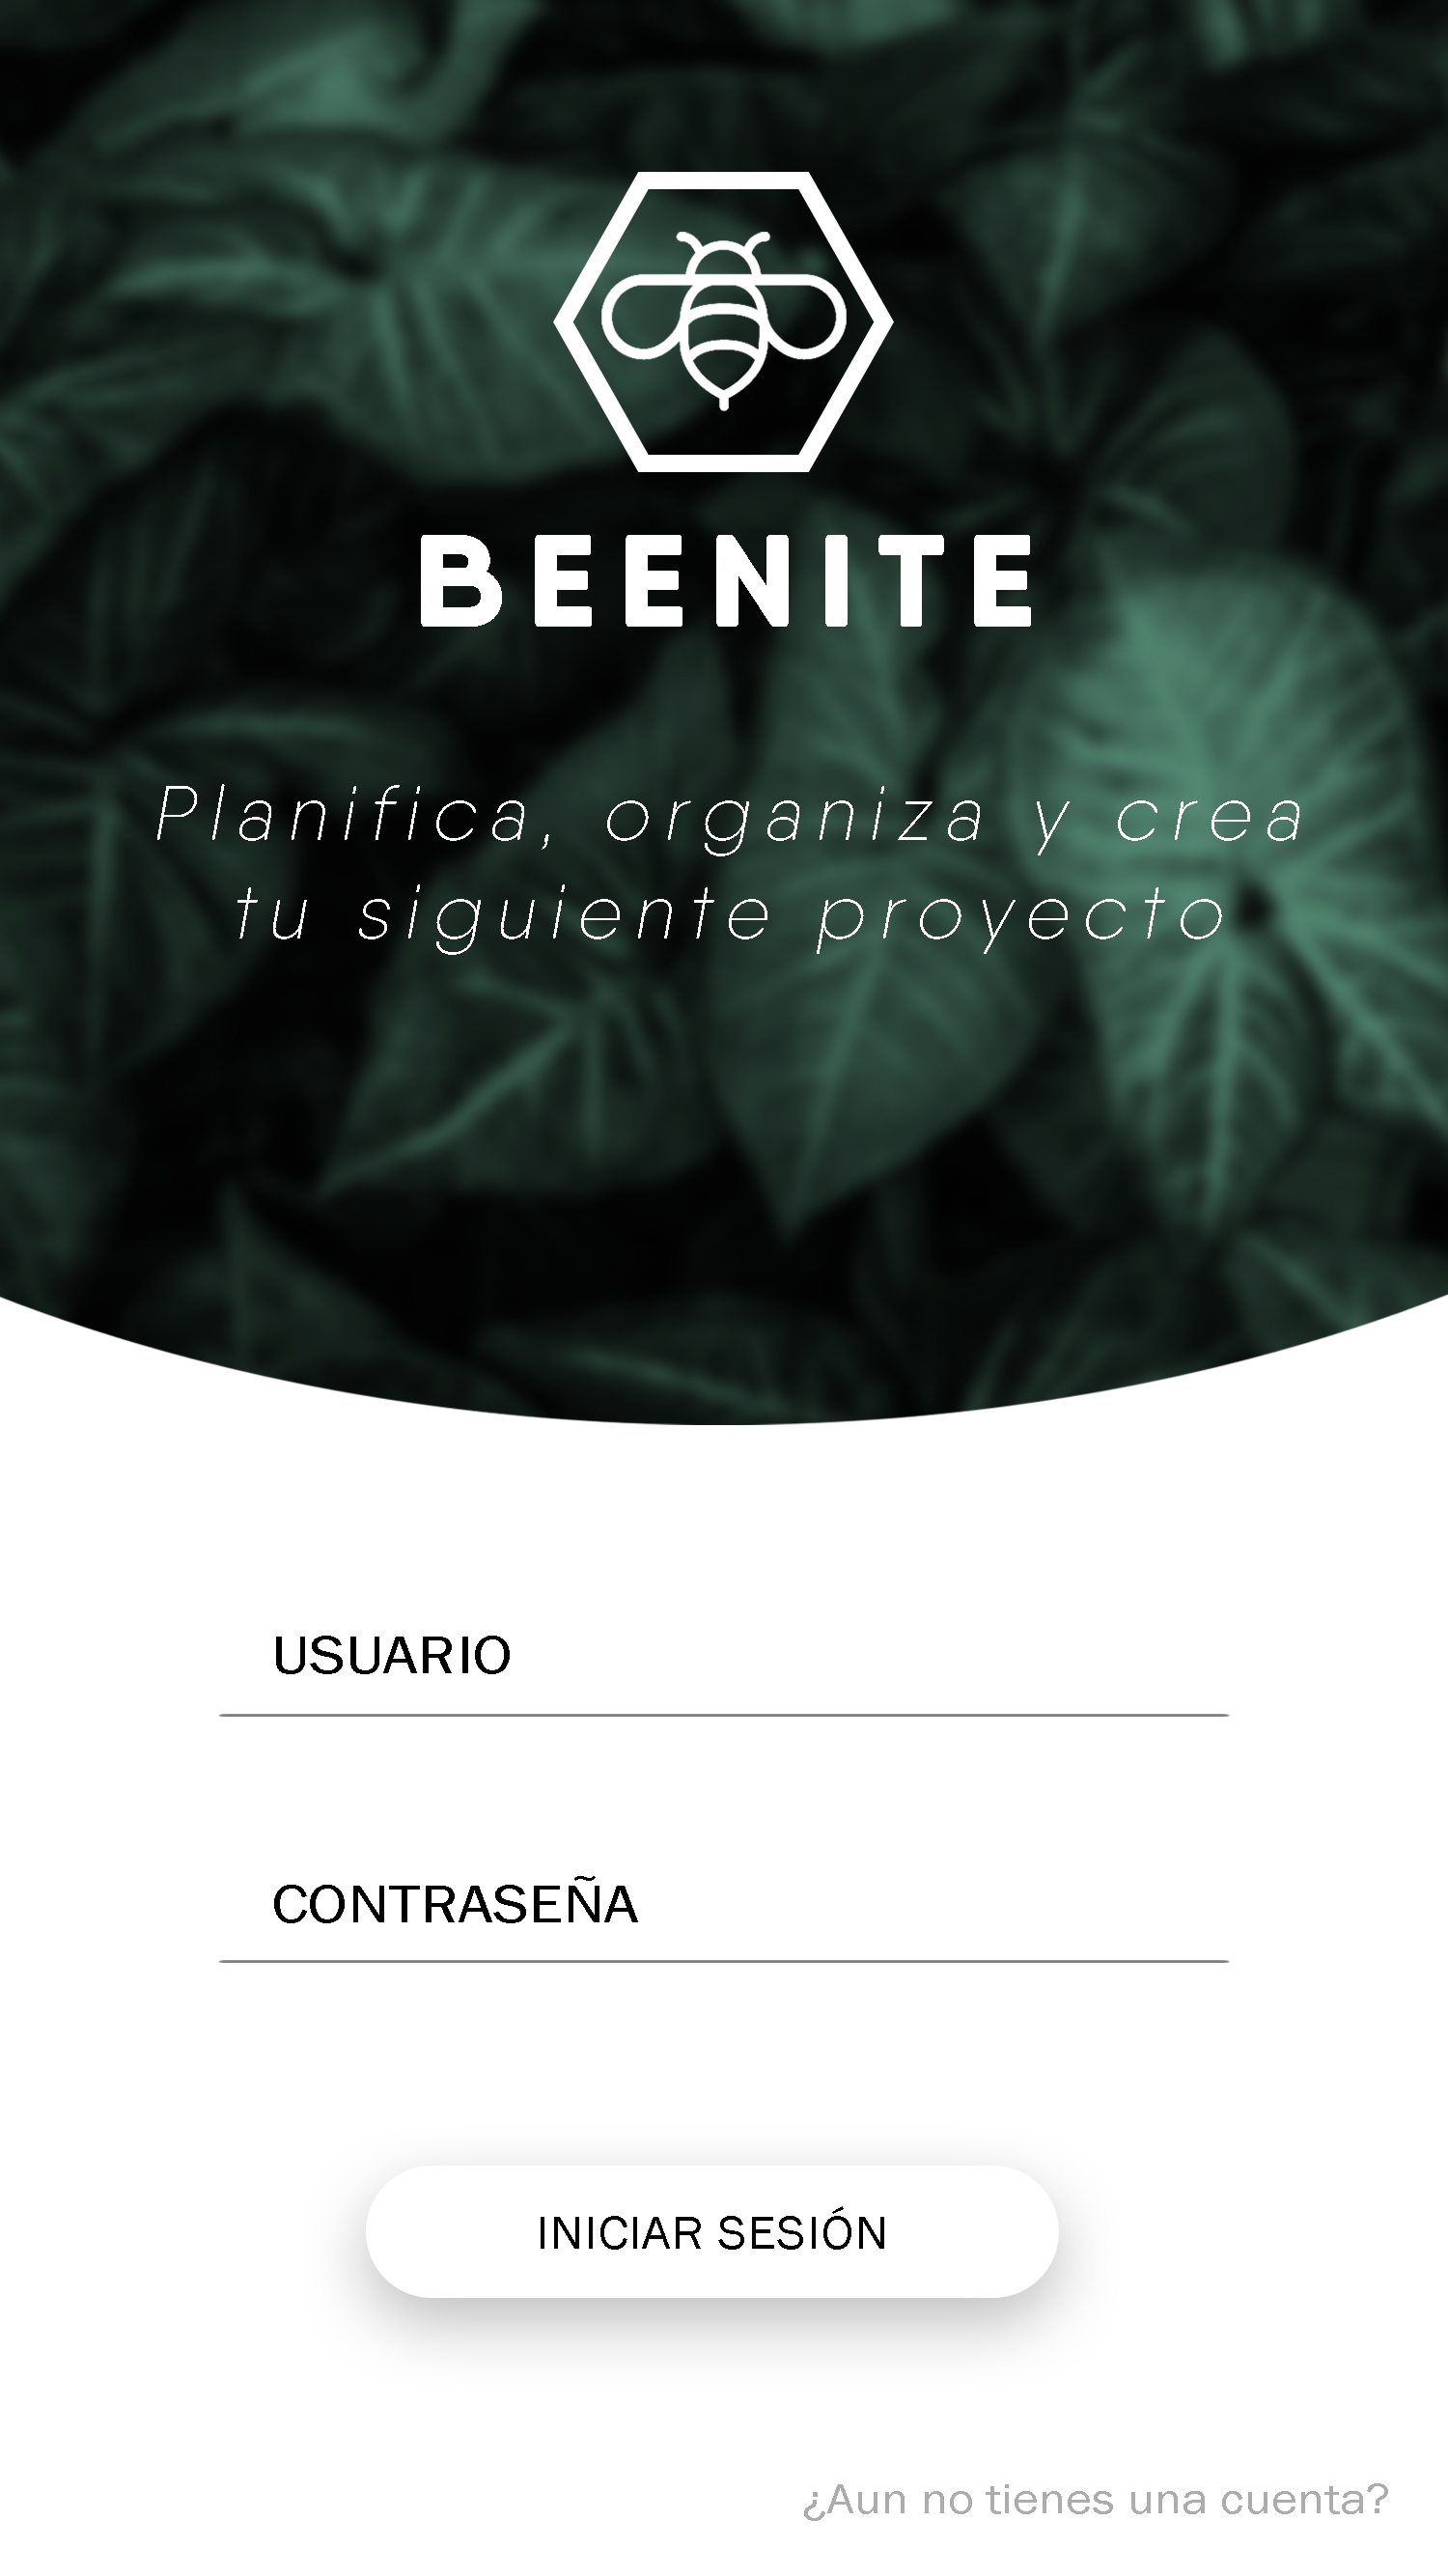 BEENITE
Planifica, organiza y crea
tu siguiente proyecto
USUARIO
CONTRASEÑA
INICIAR SESIÓN
¿Aun no tienes una cuenta?